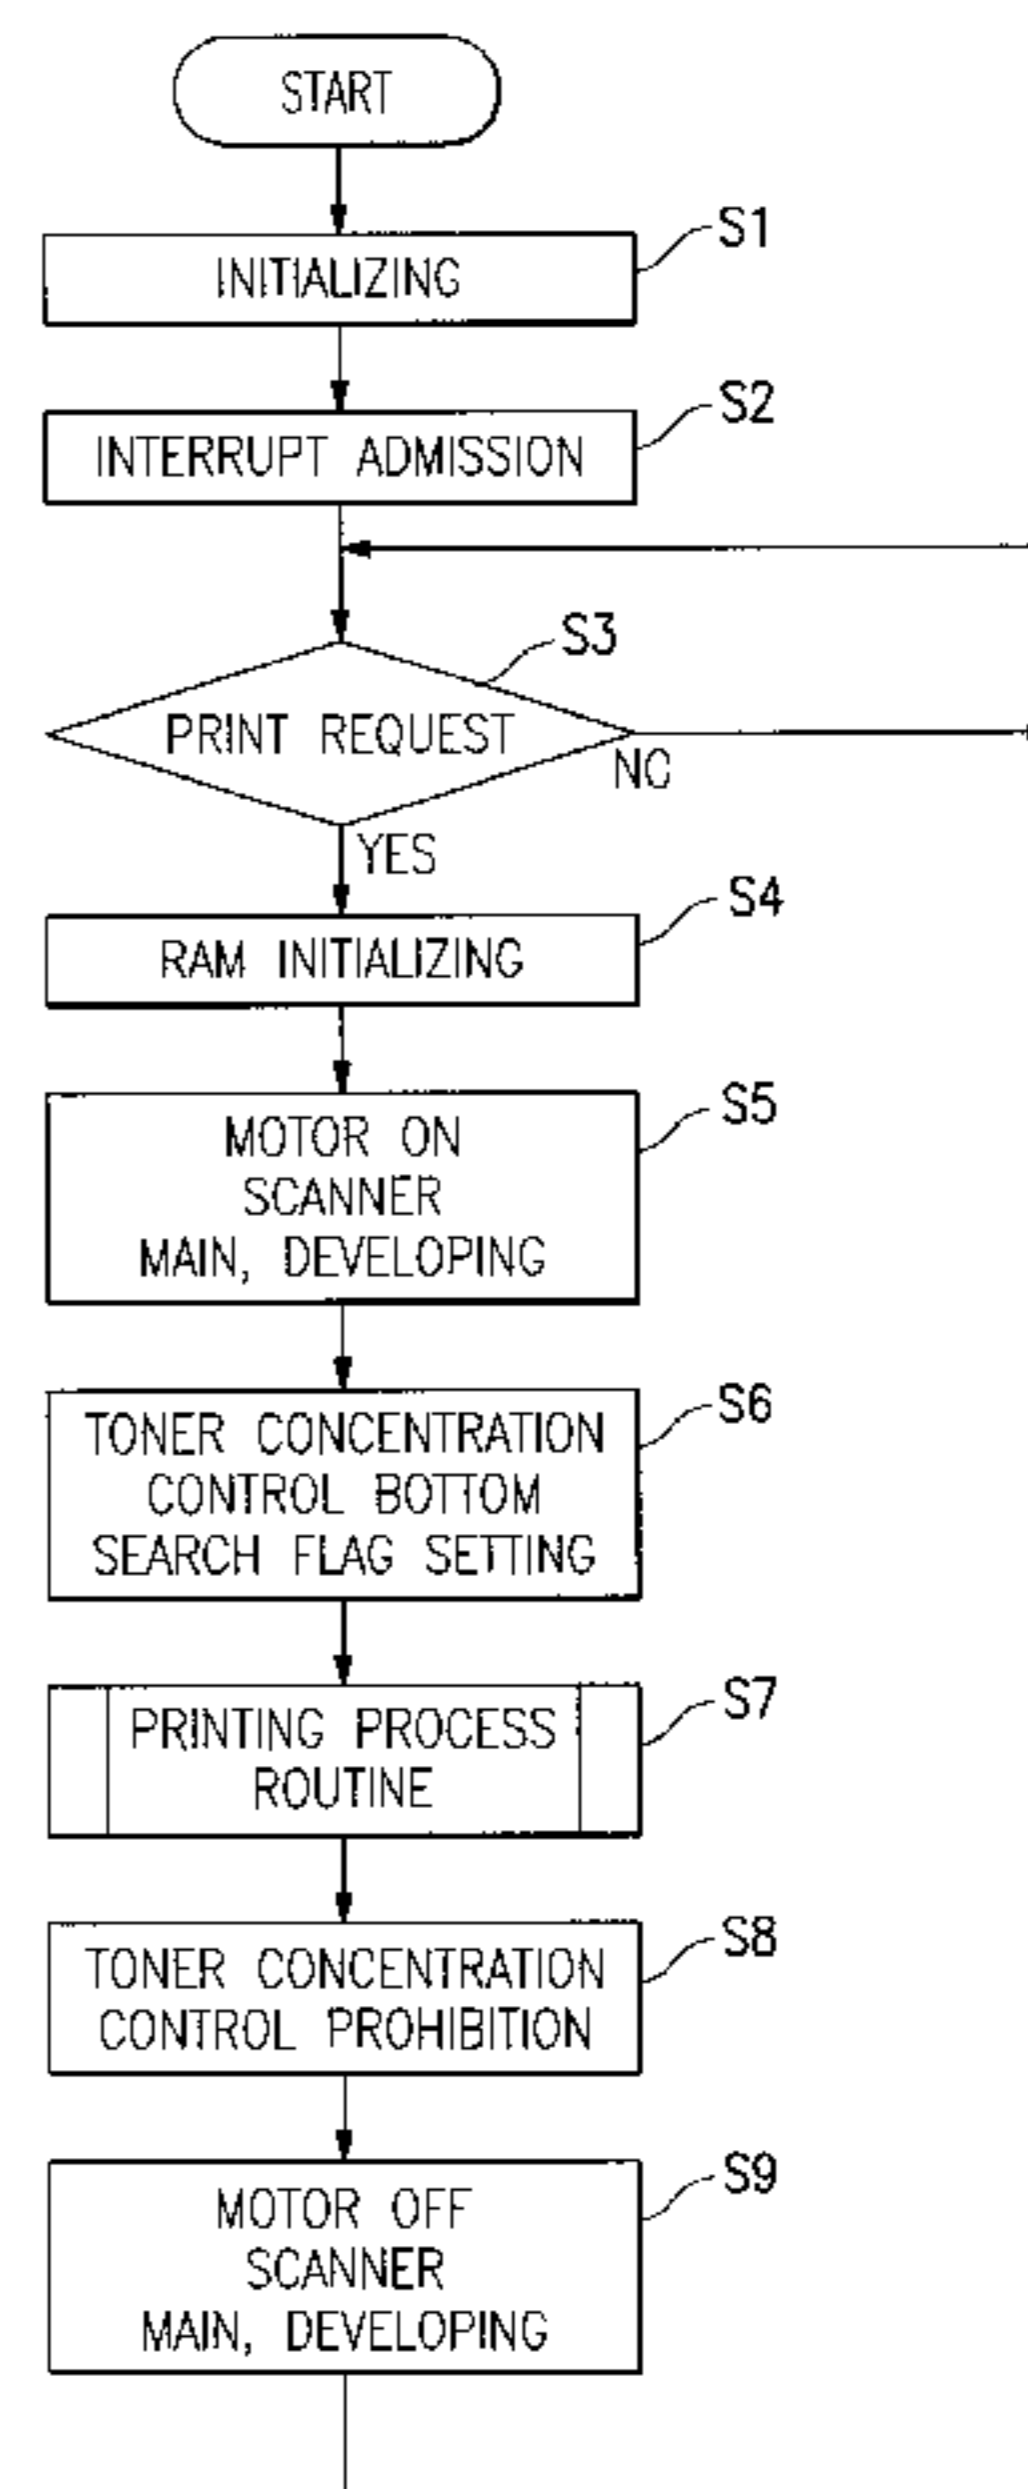 START
S1
INITIALIZING
S2
INTERRUPT ADMISSION
S3
PRINT REQUEST
NO
YES
S4
RAM INITIALIZING
S5
MOTOR ON
SCANNER
MAIN, DEVELOPING
S6
TONER CONCENTRATION
CONTROL BOTTOM
SEARCH FLAG SETTING
S7
PRINTING PROCESS
ROUTINE
S8
TONER CONCENTRATION
CONTROL PROHIBITION
S9
MOTOR OFF
SCANNER
MAIN, DEVELOPING